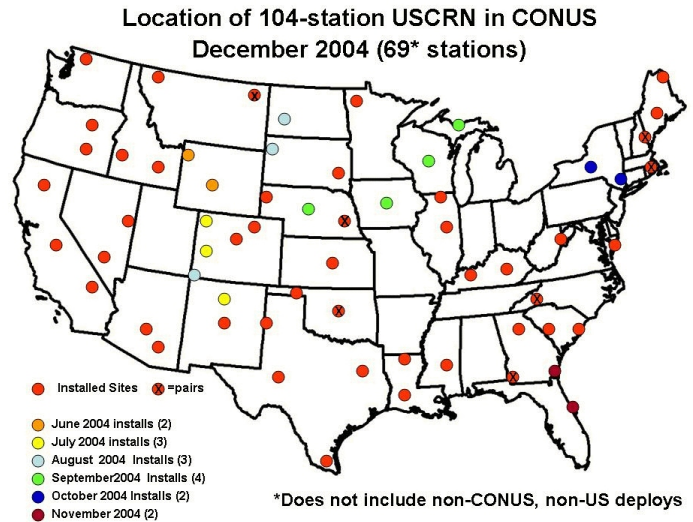 Location of 104-station USCRN in CONUS
December 2004 (69* stations)
Installed Sites X =pairs
June 2004 installs (2)
July 2004 installs (3)
August 2004 Installs (3)
September2004 Installs (4)
October 2004 Installs (2)
November 2004 (2)
*Does not include non-CONUS, non-US deploys